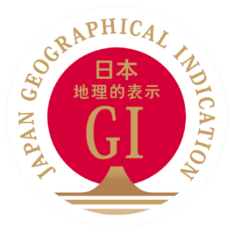 JAPAN GEOGRAPHICAL INDICATION
日本
地理的表示
GI